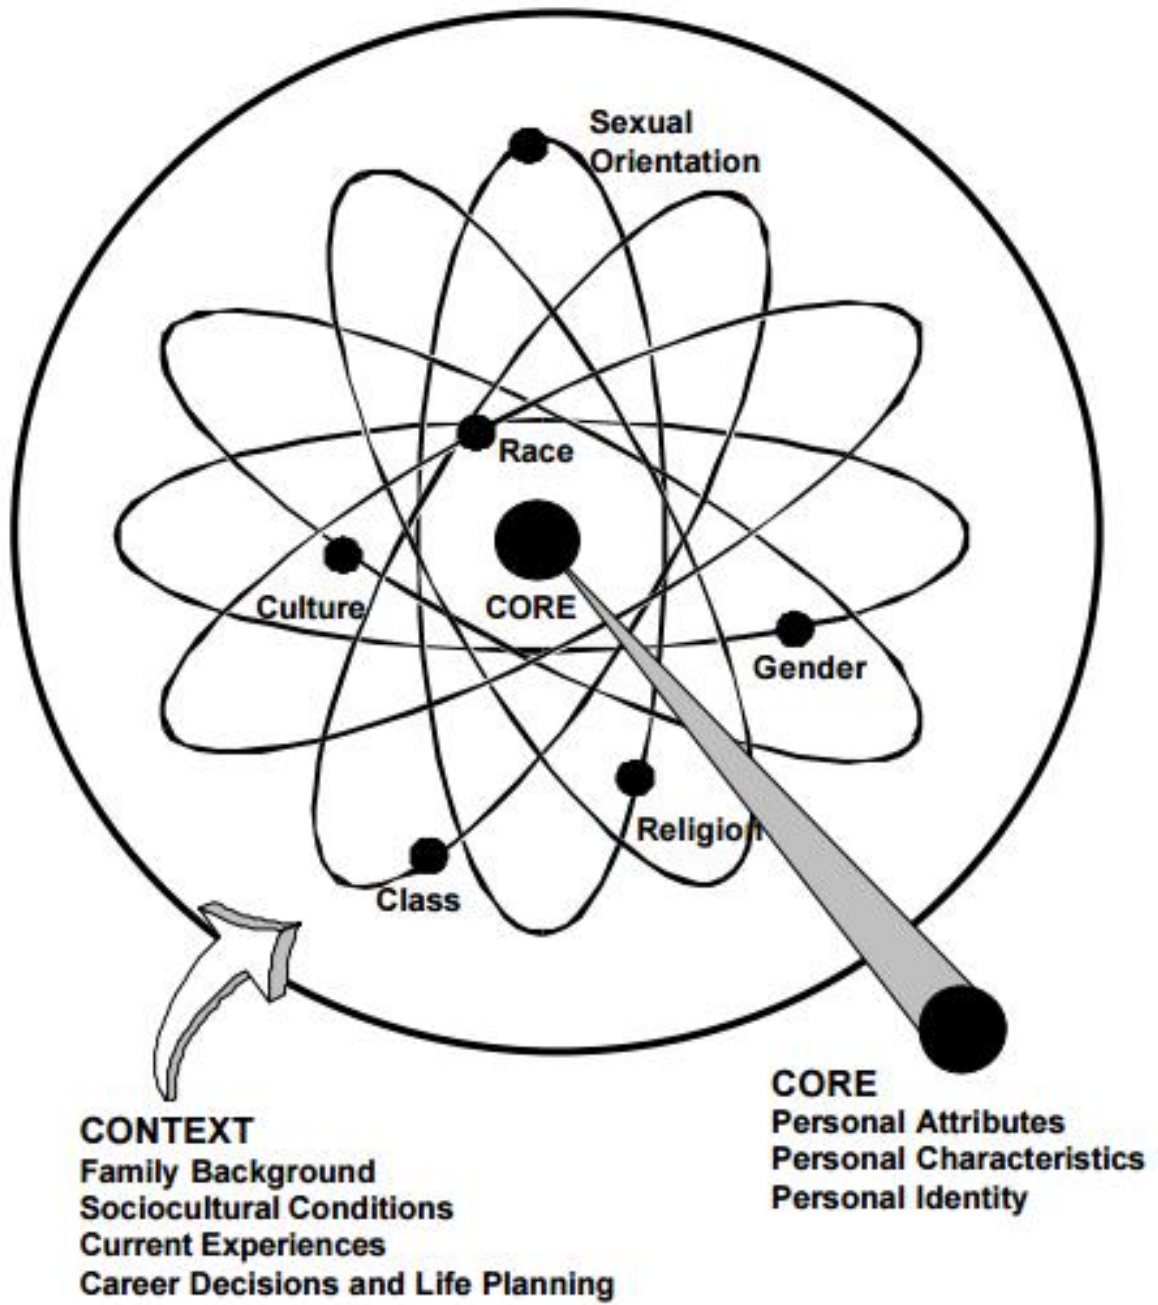 Sexual
Orientation
Race
Culture
CORE
Gender
Religion
Class
CONTEXT
Family Background
Sociocultural Conditions
Current Experiences
Career Decisions and Life Planning
CORE
Personal Attributes
Personal Characteristics
Personal Identity